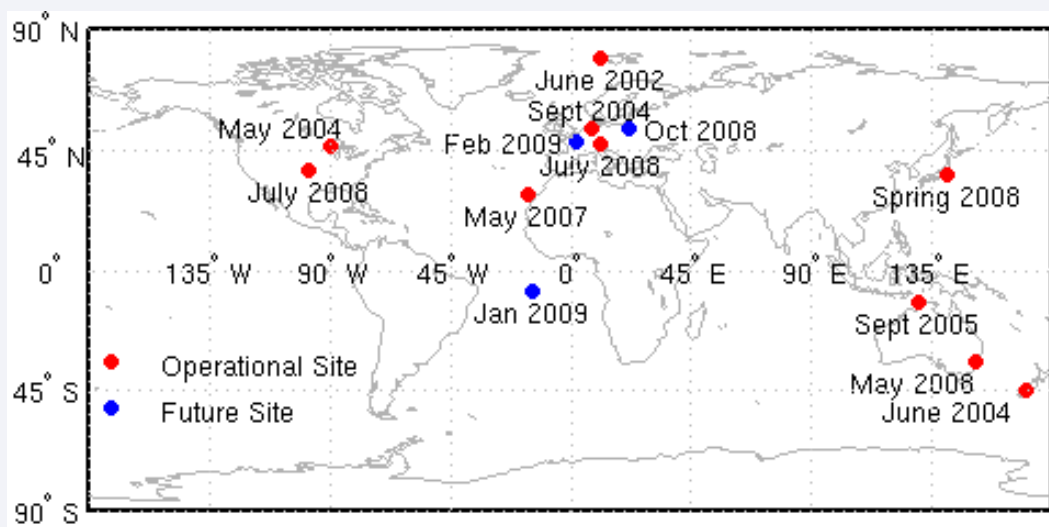 90° N
June 2002
Sept 2004
May 2004
Feb 2009
Oct 2008
45° N
July 2008
July 2008
Spring 2008
May 2007
0°
135° W
90° W
45° W
0°
45° E
90° E
135° E
Jan 2009
Sept 2005
Operational Site
May 2006
45° S
Future Site
June 2004
90° S